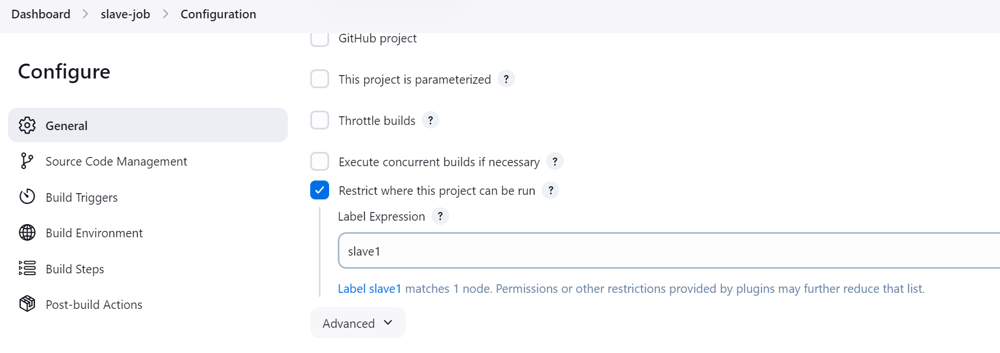 Dashboard > slave-job > Configuration
Configure
General
Source Code Management
Build Triggers
Build Environment
Build Steps
Post-build Actions
GitHub project
This project is parameterized ?
Throttle builds ?
Execute concurrent builds if necessary ?
Restrict where this project can be run ?
Label Expression ?
slave1
Label slave1 matches 1 node. Permissions or other restrictions provided by plugins may further reduce that list.
Advanced